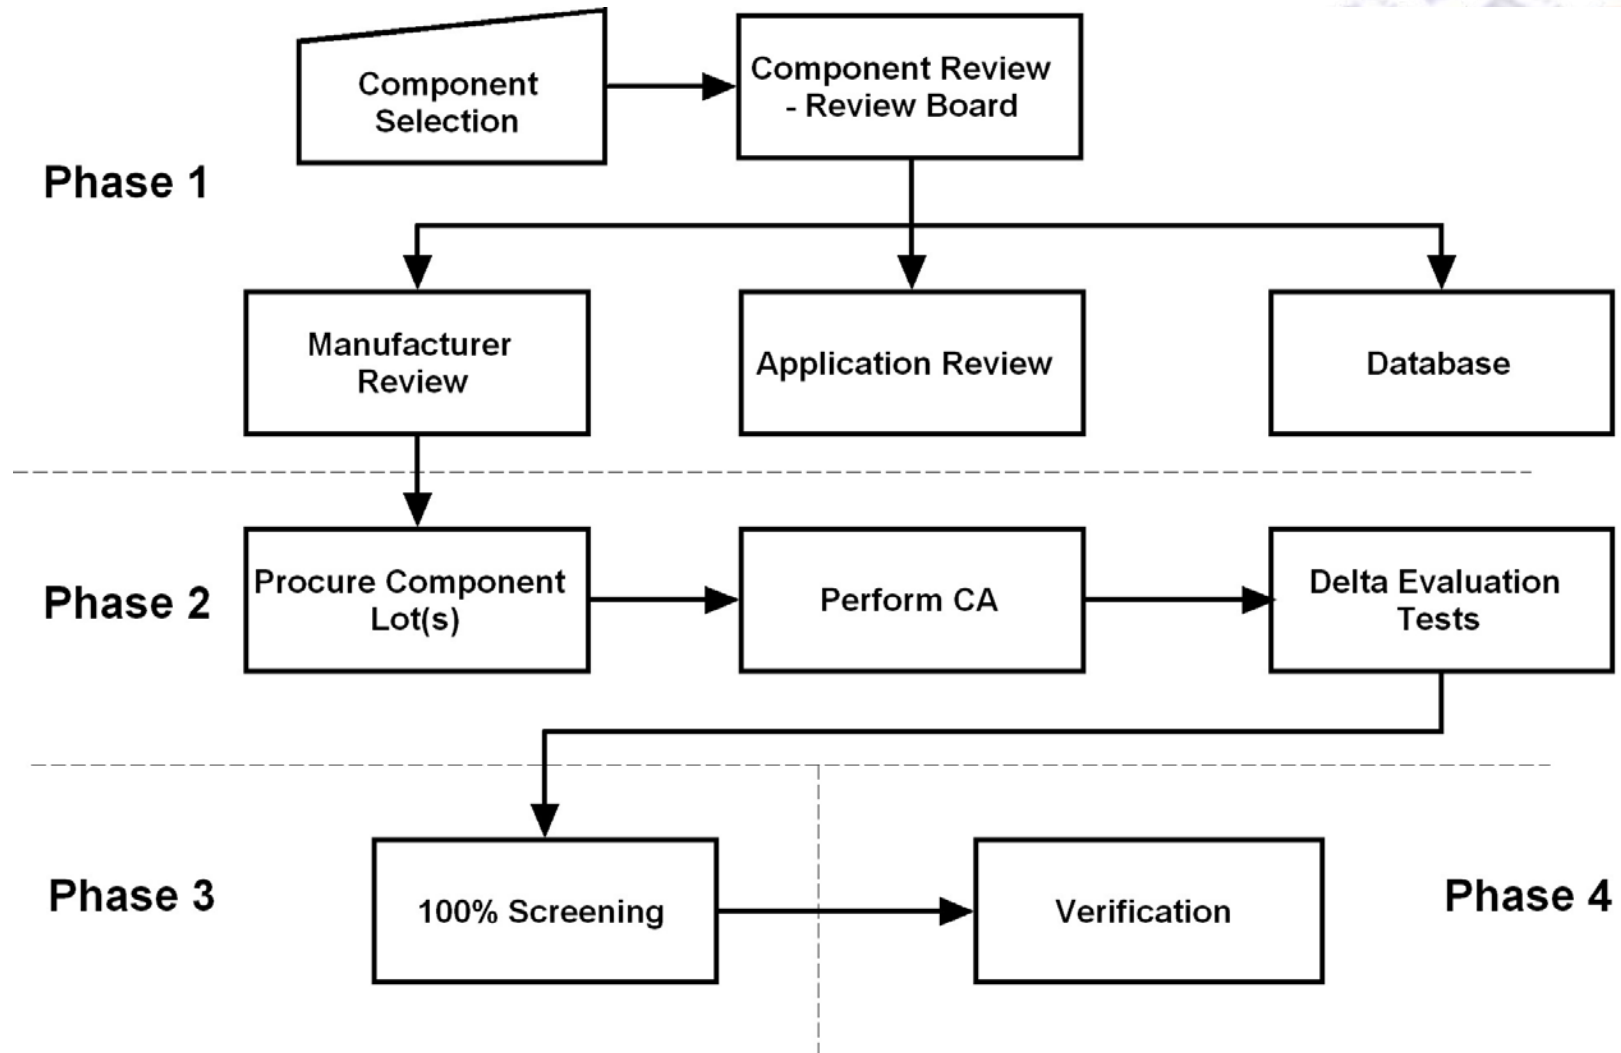 Component
Selection
Component Review
- Review Board
Phase 1
Manufacturer
Review
Application Review
Database
Phase 2
Procure Component
Lot(s)
Perform CA
Delta Evaluation
Tests
Phase 3
100% Screening
Verification
Phase 4